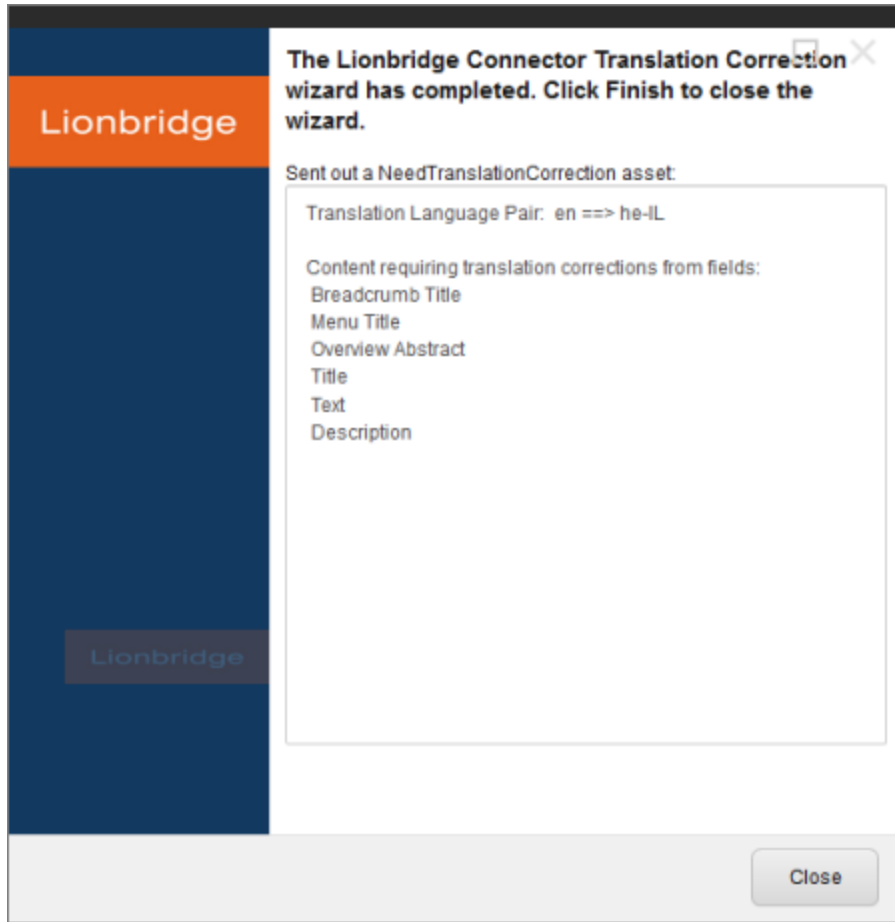 Lionbridge
The Lionbridge Connector Translation Correction
wizard has completed. Click Finish to close the
wizard.
Sent out a NeedTranslationCorrection asset:
Translation Language Pair:  en ==> he-IL
Content requiring translation corrections from fields:
Breadcrumb Title
Menu Title
Overview Abstract
Title
Text
Description
Lionbridge
Close